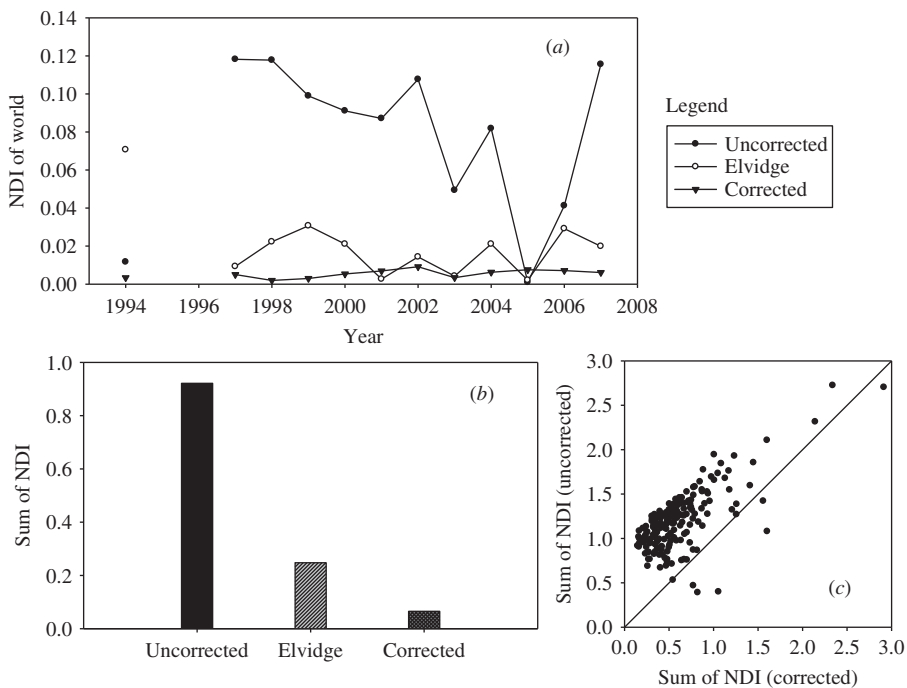 0.14
0.12
0.10
0.08
0.06
0.04
0.02
0.00
NDI of world
(a)
1994 1996 1998 2000 2002 2004 2006 2008
Year
Legend
Uncorrected
Elvidge
Corrected
1.0
0.8
0.6
0.4
0.2
0.0
Sum of NDI
(b)
Uncorrected Elvidge Corrected
3.0
2.5
2.0
1.5
1.0
0.5
0.0
Sum of NDI (uncorrected)
(c)
0.0 0.5 1.0 1.5 2.0 2.5 3.0
Sum of NDI (corrected)